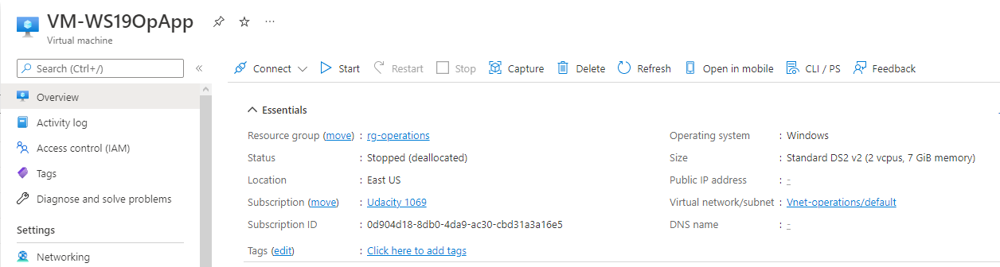 VM-WS19OpApp
Virtual machine
Search (Ctrl+/)
Overview
Activity log
Access control (IAM)
Tags
Diagnose and solve problems
Settings
Networking
Connect Start Restart Stop Capture Delete Refresh Open in mobile CLI / PS Feedback
Essentials
Resource group (move) : rg-operations
Status : Stopped (deallocated)
Location : East US
Subscription (move) : Udacity 1069
Subscription ID : 0d904d18-8db0-4da9-ac30-cbd31a3a16e5
Tags (edit) : Click here to add tags
Operating system : Windows
Size : Standard DS2 v2 (2 vcpus, 7 GiB memory)
Public IP address : -
Virtual network/subnet : Vnet-operations/default
DNS name : -